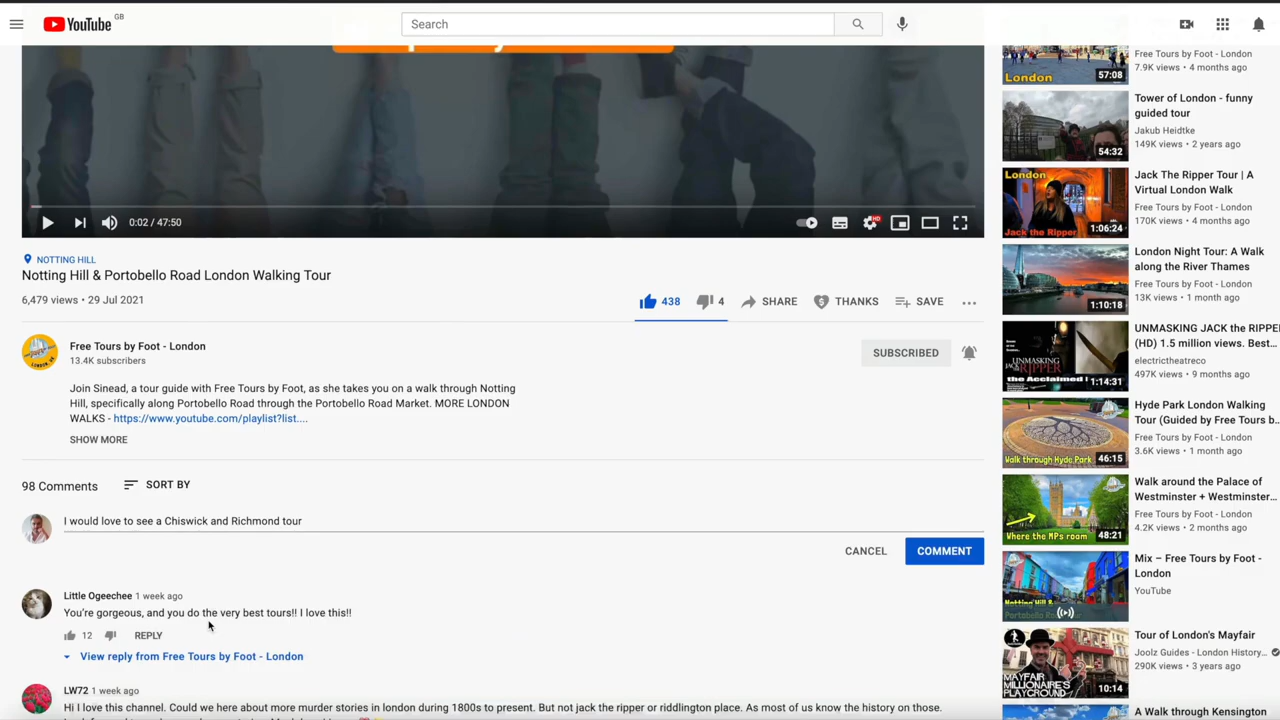 YouTube GB
Search
0:02 / 47:50
HD
NOTTING HILL
Notting Hill & Portobello Road London Walking Tour
6,479 views • 29 Jul 2021
438
4
SHARE
THANKS
SAVE
Free Tours by Foot - London
13.4K subscribers
SUBSCRIBED
Join Sinead, a tour guide with Free Tours by Foot, as she takes you on a walk through Notting
Hill, specifically along Portobello Road through the Portobello Road Market. MORE LONDON
WALKS - https://www.youtube.com/playlist?list....
SHOW MORE
98 Comments
SORT BY
I would love to see a Chiswick and Richmond tour
CANCEL
COMMENT
Little Ogeechee 1 week ago
You're gorgeous, and you do the very best tours!! I love this!!
12
REPLY
View reply from Free Tours by Foot - London
LW72 1 week ago
Hi I love this channel. Could we here about more murder stories in london during 1800s to present. But not jack the ripper or riddlington place. As most of us know the history on those.
London
57:08
Free Tours by Foot - London
7.9K views • 4 months ago
54:32
Tower of London - funny
guided tour
Jakub Heidtke
149K views • 2 years ago
London
Jack the Ripper
1:06:24
Jack The Ripper Tour | A
Virtual London Walk
Free Tours by Foot - London
170K views • 4 months ago
1:10:18
London Night Tour: A Walk
along the River Thames
Free Tours by Foot - London
13K views • 1 month ago
UNMASKING
JACK the RIPPER
the Acclaimed
1:14:31
UNMASKING JACK the RIPPE
(HD) 1.5 million views. Best...
electrictheatreco
497K views • 9 months ago
Walk through Hyde Park
46:15
Hyde Park London Walking
Tour (Guided by Free Tours b...
Free Tours by Foot - London
3.6K views • 1 month ago
Where the MPs roam
48:21
Walk around the Palace of
Westminster + Westminster...
Free Tours by Foot - London
4.2K views • 2 months ago
Notting Hill &
Portobello Road
Mix – Free Tours by Foot -
London
YouTube
MAYFAIR
MILLIONAIRE'S
PLAYGROUND
10:14
Tour of London's Mayfair
Joolz Guides - London History...
290K views • 3 years ago
A Walk through Kensington